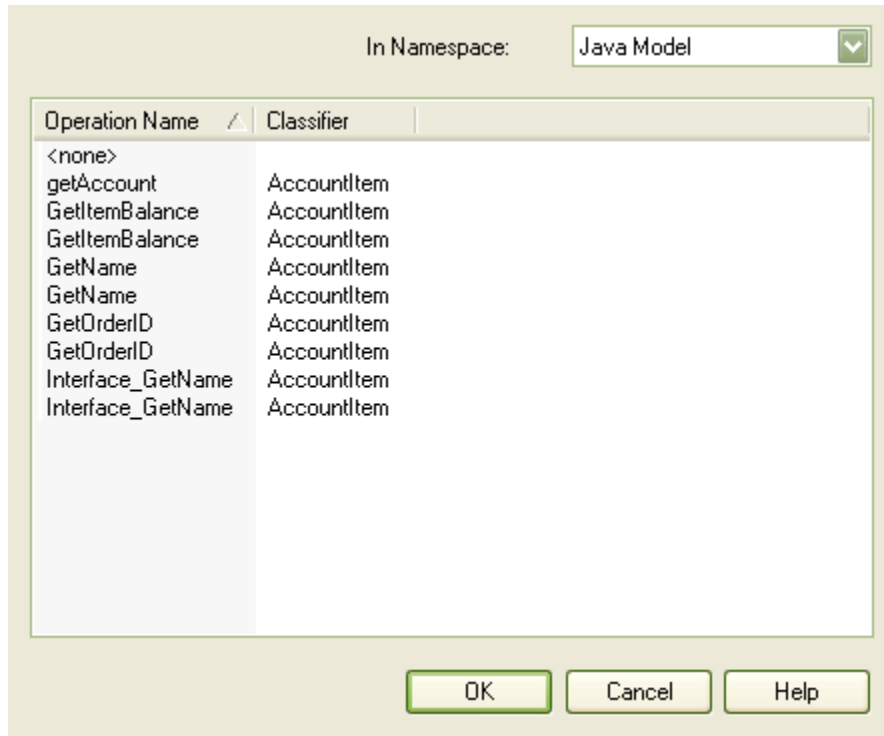 In Namespace: Java Model
Operation Name Classifier
<none>
getAccount AccountItem
GetItemBalance AccountItem
GetItemBalance AccountItem
GetName AccountItem
GetName AccountItem
GetOrderID AccountItem
GetOrderID AccountItem
Interface_GetName AccountItem
Interface_GetName AccountItem
OK Cancel Help